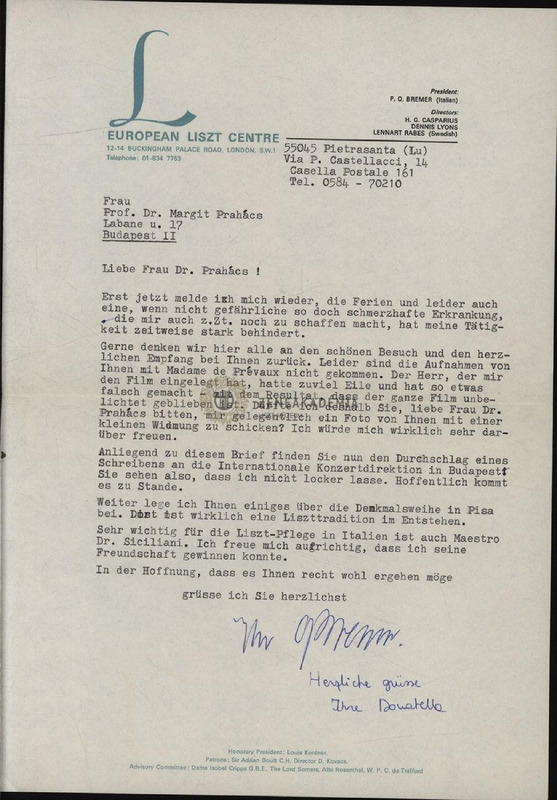 L
EUROPEAN LISZT CENTRE
12-14 BUCKINGHAM PALACE ROAD, LONDON, S.W.1
Telephone: 01-834 7753
President:
P. O. BREMER (Italian)
Directors:
H. G. CASPARIUS
DENNIS LYONS
LENNART RABES (Swedish)
55045 Pietrasanta (Lu)
Via P. Castellacci, 14
Casella Postale 161
Tel. 0584 - 70210
Frau
Prof. Dr. Margit Prahács
Labane u. 17
Budapest II
Liebe Frau Dr. Prahács !
Erst jetzt melde ich mich wieder, die Ferien und leider auch
eine, wenn nicht gefährliche so doch schmerzhafte Erkrankung,
die mir auch z.Zt. noch zu schaffen macht, hat meine Tätig-
keit zeitweise stark behindert.
Gerne denken wir hier alle an den schönen Besuch und den herz-
lichen Empfang bei Ihnen zurück. Leider sind die Aufnahmen von
Ihnen mit Madame de Prévaux nicht gekommen. Der Herr, der mir
den Film eingelegt hat, hatte zuviel Eile und hat so etwas
falsch gemacht mit dem Resultat, dass der ganze Film unbe-
lichtet geblieben ist. Dürfte ich deshalb Sie, liebe Frau Dr.
Prahács bitten, mir gelegentlich ein Foto von Ihnen mit einer
kleinen Widmung zu schicken? Ich würde mich wirklich sehr dar-
über freuen.
ZENEAKADÉMIA
Anliegend zu diesem Brief finden Sie nun den Durchlag eines
Schreibens an die Internationale Konzertdirektion in Budapest
Sie sehen also, dass ich nicht locker lasse. Hoffentlich kommt
es zu Stande.
Weiter lege ich Ihnen einiges über die Denkmalsweihe in Pisa
bei. Dort ist wirklich eine Liszttradition im Entstehen.
Sehr wichtig für die Liszt-Pflege in Italien ist auch Maestro
Dr. Siciliani. Ich freue mich aufrichtig, dass ich seine
Freundschaft gewinnen konnte.
In der Hoffnung, dass es Ihnen recht wohl ergehen möge
grüsse ich Sie herzlichst
Ihr OBremer.
Herzliche grüsse
Ihre Donatella
Honorary President: Louis Kentner.
Patrons: Sir Adrian Boult C.H. Director D. Kovacs.
Advisory Committee: Dame Isobel Cripps G.B.E., The Lord Somers, Alte Rosenthal, W. P. C. de Trafford